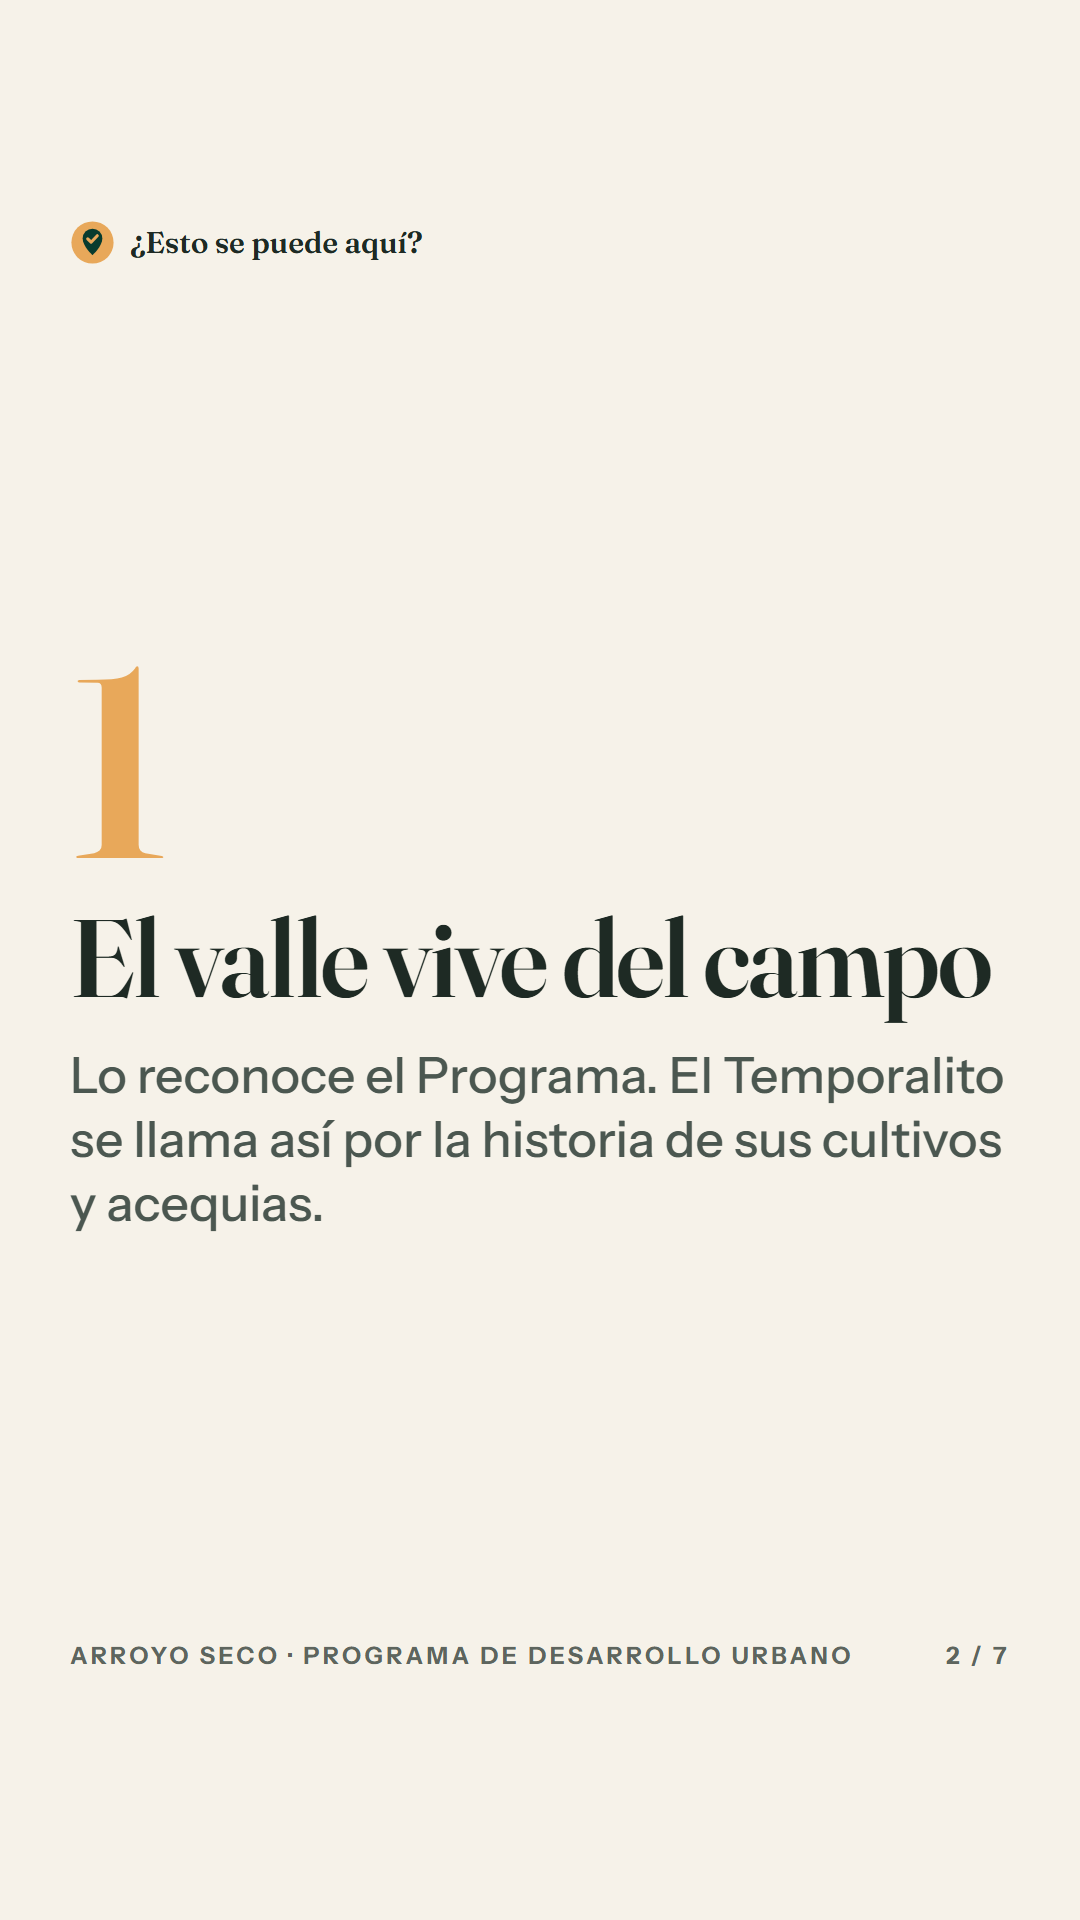 ¿Esto se puede aquí?
1
El valle vive del campo
Lo reconoce el Programa. El Temporalito
se llama así por la historia de sus cultivos
y acequias.
ARROYO SECO · PROGRAMA DE DESARROLLO URBANO 2 / 7